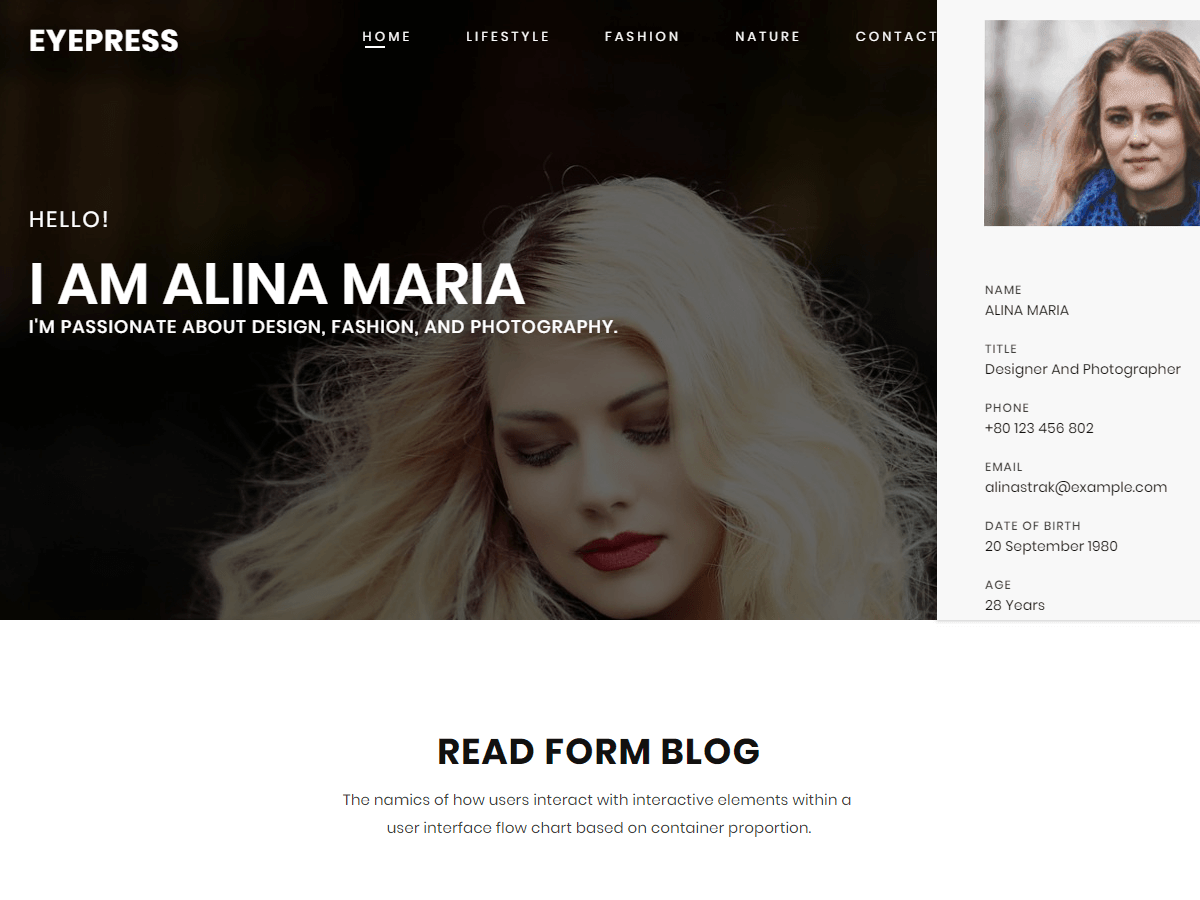 EYEPRESS
HOME LIFESTYLE FASHION NATURE CONTACT
HELLO!
I AM ALINA MARIA
I'M PASSIONATE ABOUT DESIGN, FASHION, AND PHOTOGRAPHY.
NAME
ALINA MARIA
TITLE
Designer And Photographer
PHONE
+80 123 456 802
EMAIL
alinastrak@example.com
DATE OF BIRTH
20 September 1980
AGE
28 Years
READ FORM BLOG
The namics of how users interact with interactive elements within a
user interface flow chart based on container proportion.